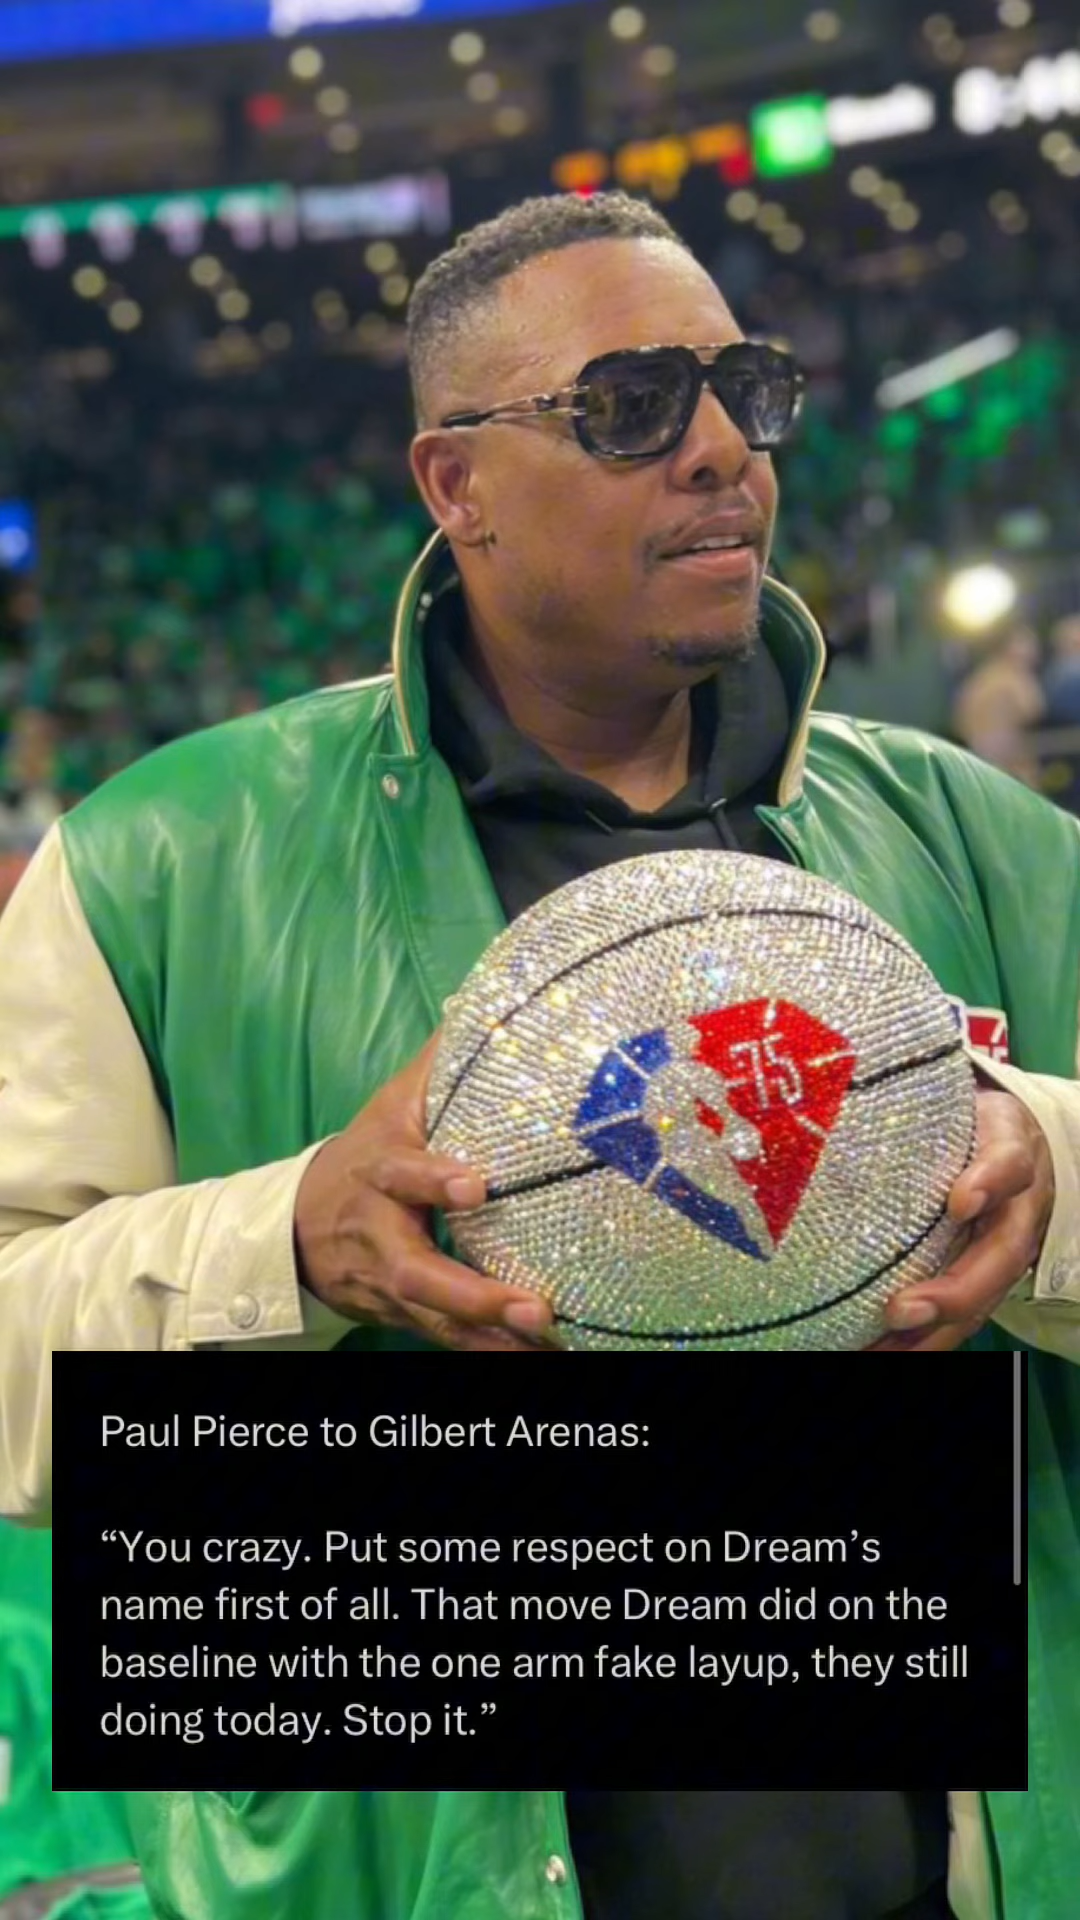 75
Paul Pierce to Gilbert Arenas:
“You crazy. Put some respect on Dream’s
name first of all. That move Dream did on the
baseline with the one arm fake layup, they still
doing today. Stop it.”